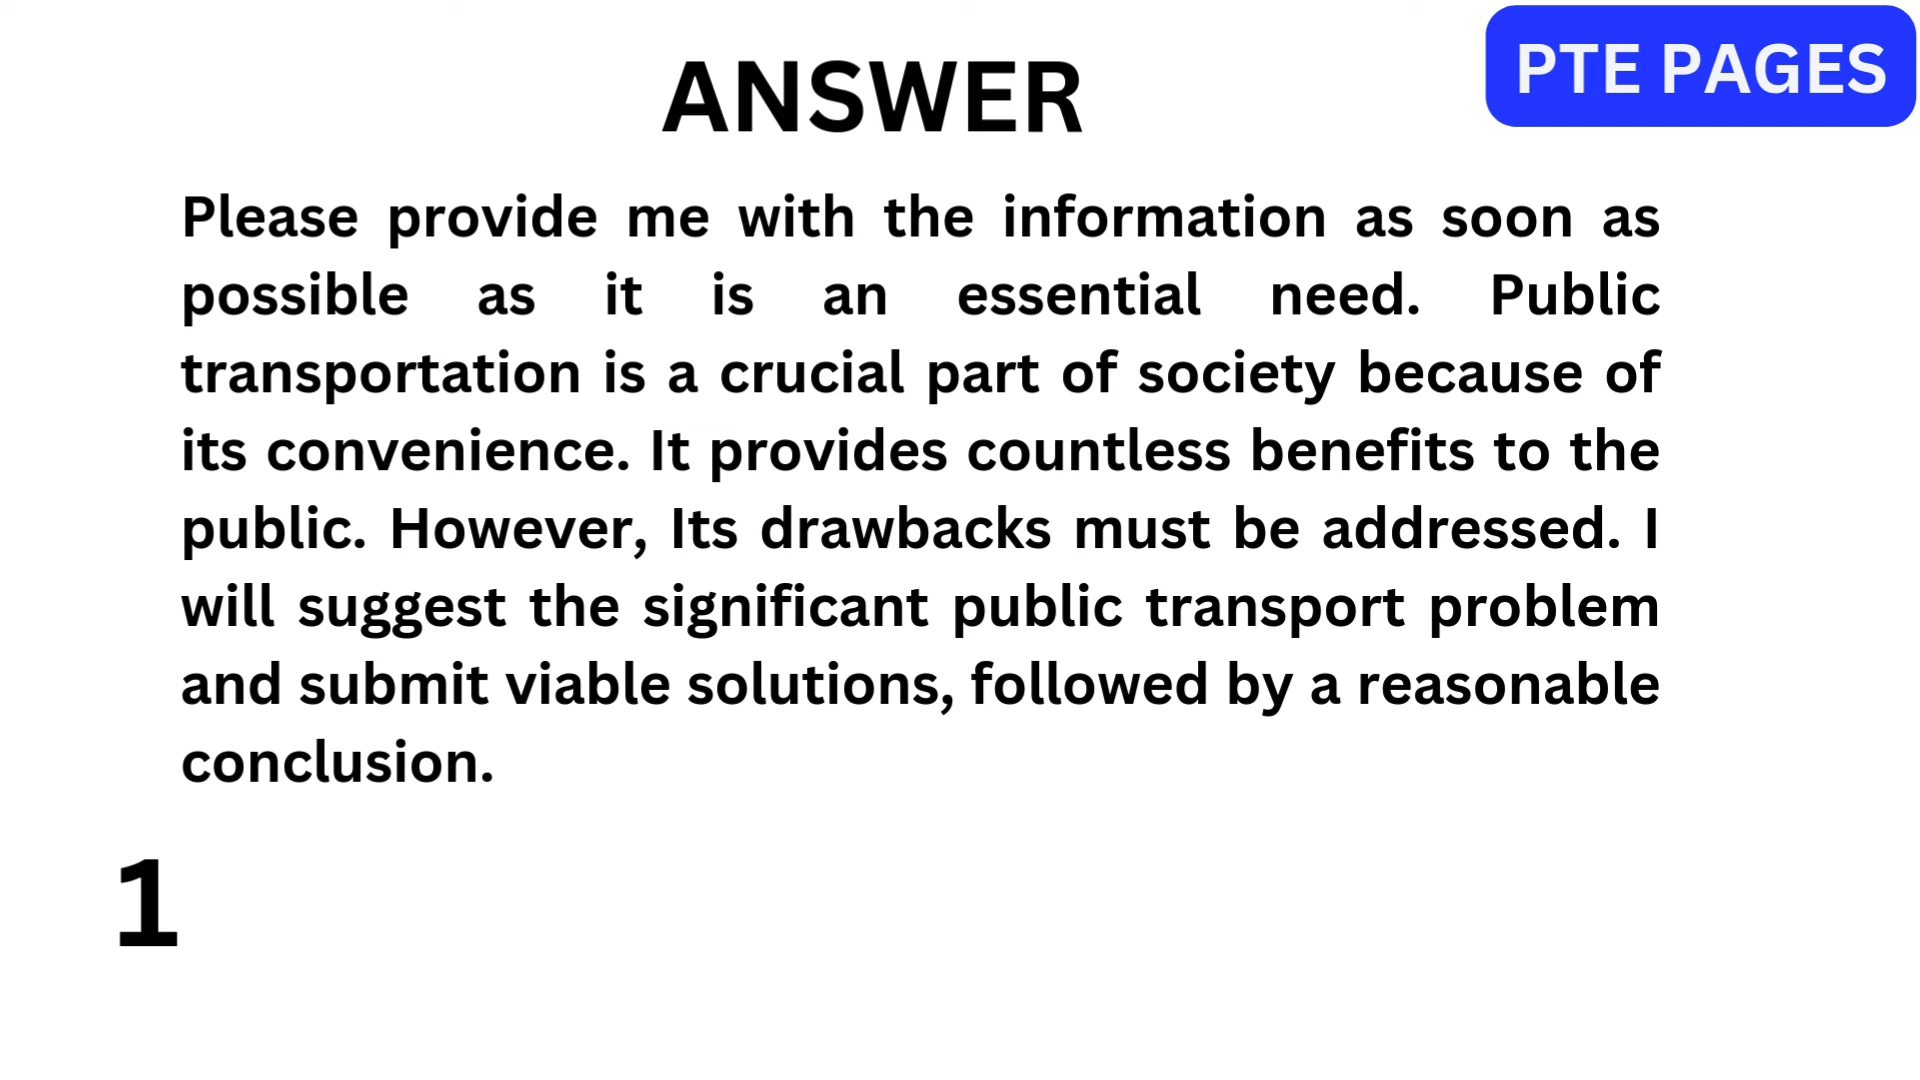 PTE PAGES
ANSWER
Please provide me with the information as soon as
possible as it is an essential need. Public
transportation is a crucial part of society because of
its convenience. It provides countless benefits to the
public. However, Its drawbacks must be addressed. I
will suggest the significant public transport problem
and submit viable solutions, followed by a reasonable
conclusion.
1